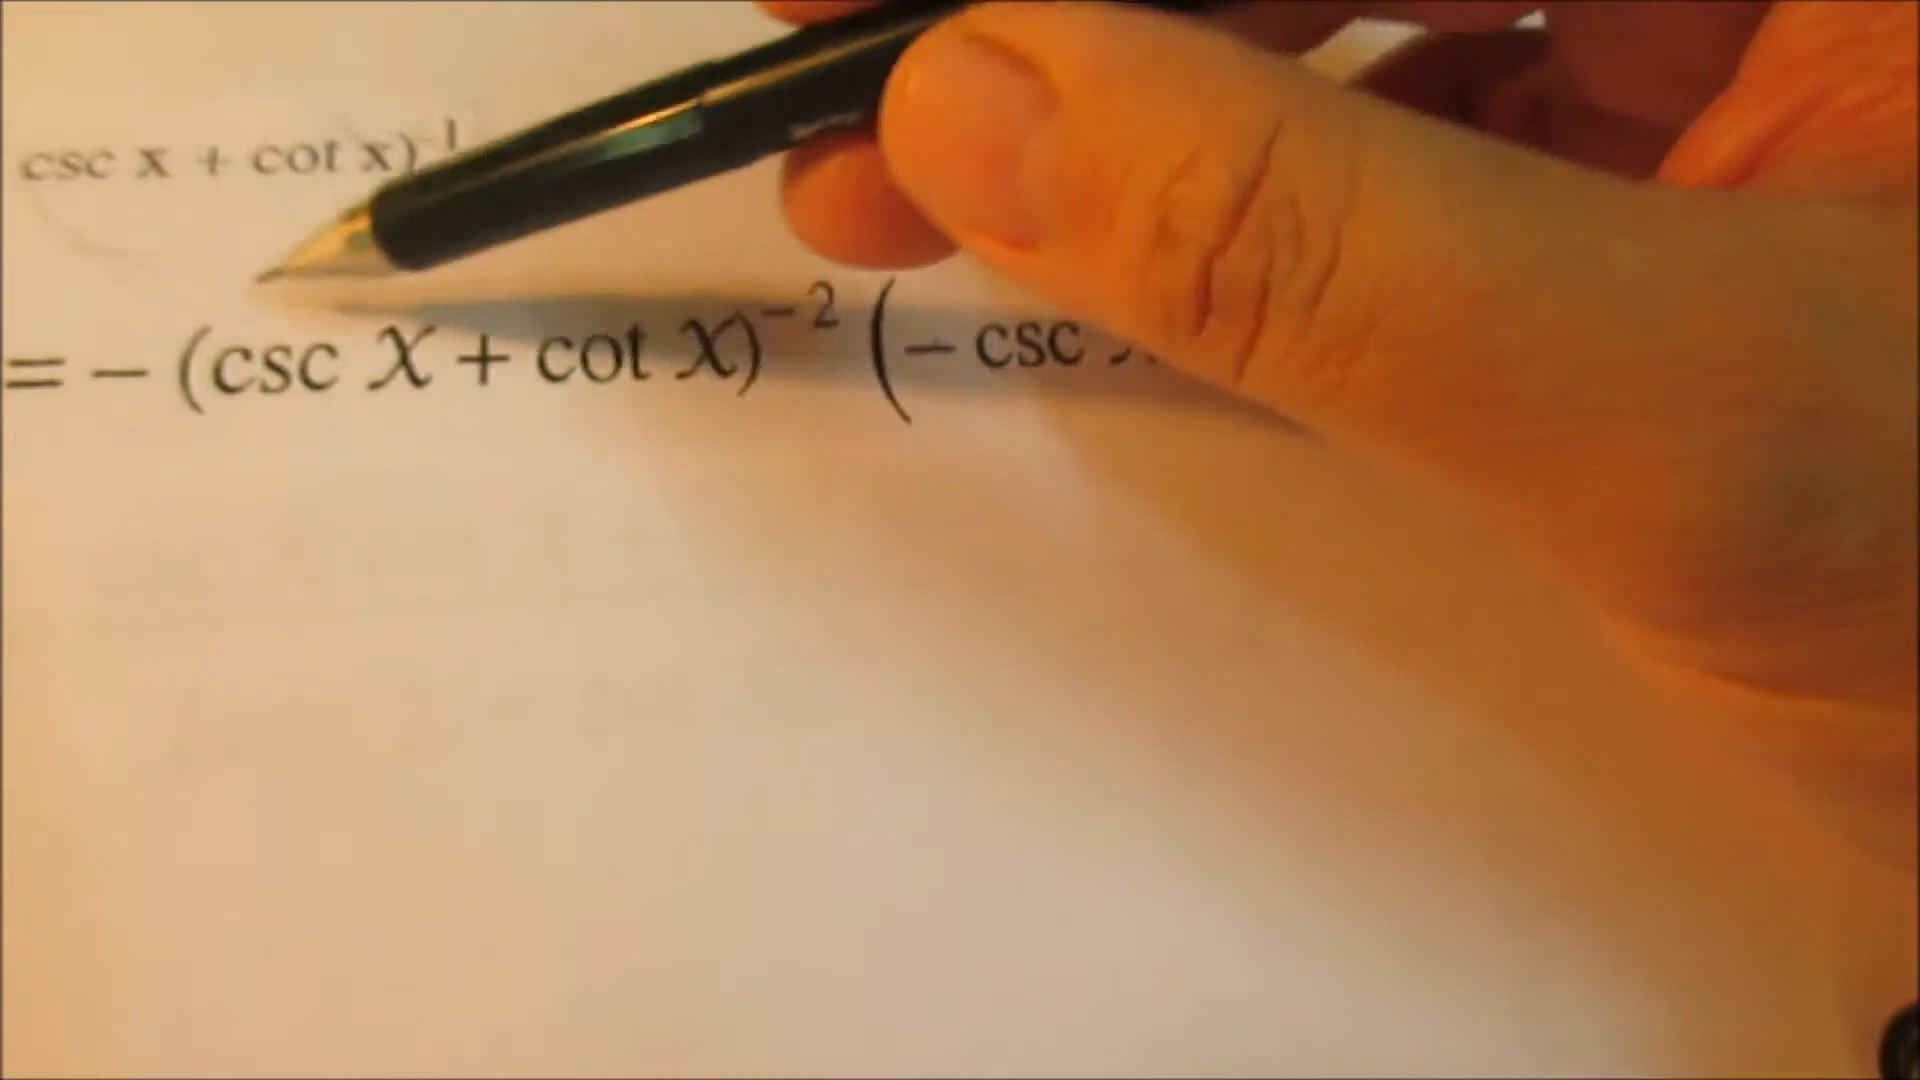 csc x + cot x)⁻¹
= − (csc X + cot X)⁻² (− csc